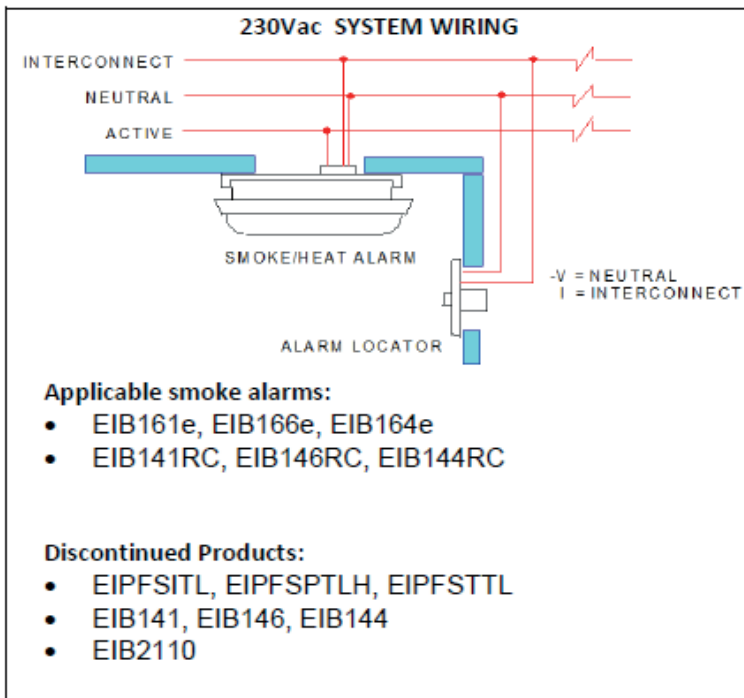 230Vac SYSTEM WIRING
INTERCONNECT
NEUTRAL
ACTIVE
SMOKE/HEAT ALARM
-V = NEUTRAL
I = INTERCONNECT
ALARM LOCATOR
Applicable smoke alarms:
• EIB161e, EIB166e, EIB164e
• EIB141RC, EIB146RC, EIB144RC
Discontinued Products:
• EIPFSITL, EIPFSPTLH, EIPFSTTL
• EIB141, EIB146, EIB144
• EIB2110